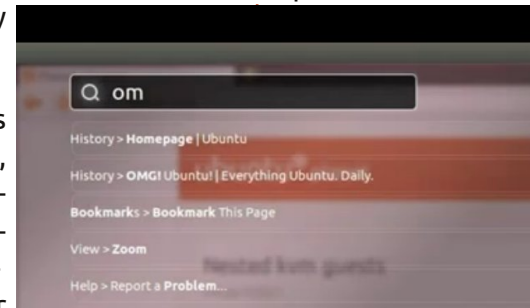 om
History > Homepage | Ubuntu
History > OMG! Ubuntu! | Everything Ubuntu. Daily.
Bookmarks > Bookmark This Page
View > Zoom
Nested kvm guests
Help > Report a Problem...